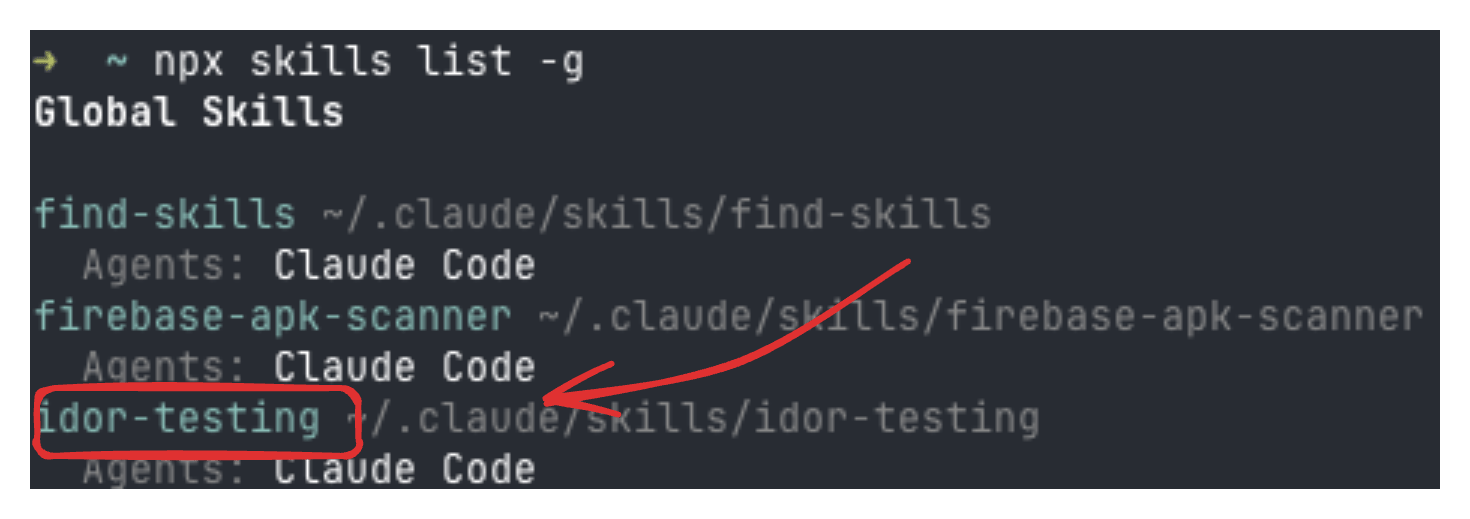 → ~ npx skills list -g
Global Skills
find-skills ~/.claude/skills/find-skills
Agents: Claude Code
firebase-apk-scanner ~/.claude/skills/firebase-apk-scanner
Agents: Claude Code
idor-testing ~/.claude/skills/idor-testing
Agents: Claude Code